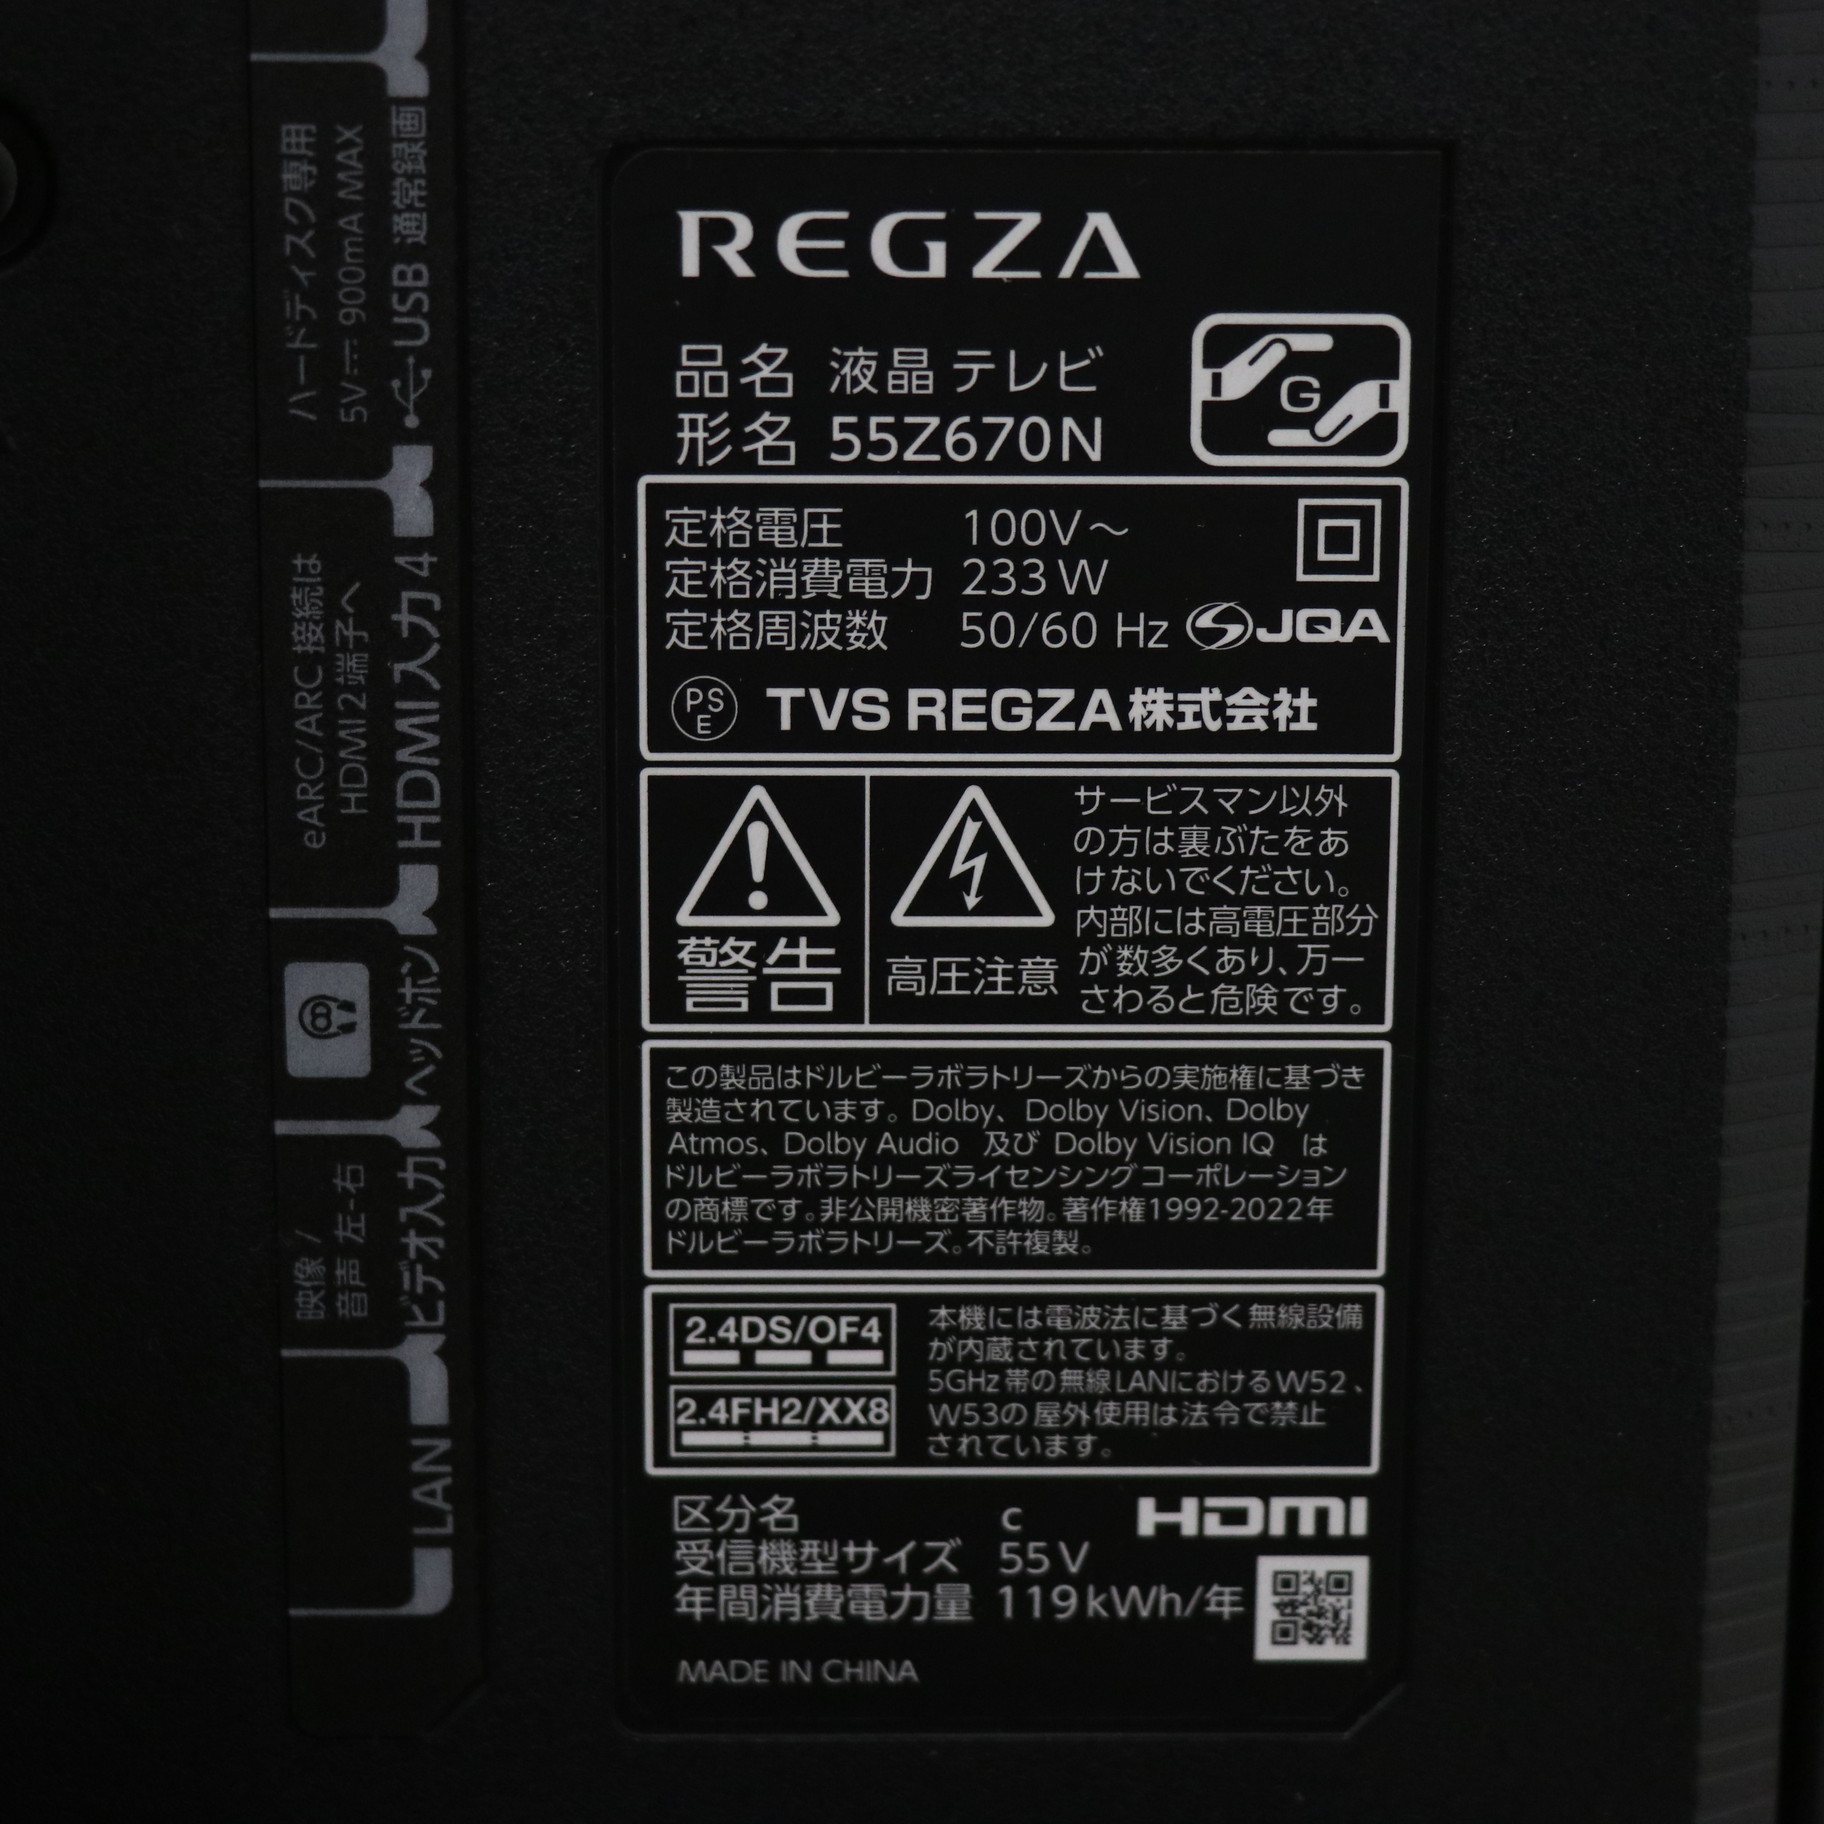 ハードディスク専用
5V⎓ 900mA MAX
USB 通常録画
eARC/ARC 接続は
HDMI2端子へ
HDMI入力4
ヘッドホン
映像 /
音声 左-右
ビデオ入力
LAN
REGZA
品名 液晶テレビ
形名 55Z670N
G
定格電圧 100V～
定格消費電力 233W
定格周波数 50/60 Hz JQA
PSE TVS REGZA株式会社
警告
高圧注意
サービスマン以外
の方は裏ぶたをあ
けないでください。
内部には高電圧部分
が数多くあり、万一
さわると危険です。
この製品はドルビーラボラトリーズからの実施権に基づき
製造されています。Dolby、Dolby Vision、Dolby
Atmos、Dolby Audio 及び Dolby Vision IQ は
ドルビーラボラトリーズライセンシングコーポレーション
の商標です。非公開機密著作物。著作権1992-2022年
ドルビーラボラトリーズ。不許複製。
2.4DS/OF4
2.4FH2/XX8
本機には電波法に基づく無線設備
が内蔵されています。
5GHz帯の無線LANにおけるW52、
W53の屋外使用は法令で禁止
されています。
区分名 c HDMI
受信機型サイズ 55V
年間消費電力量 119kWh/年
MADE IN CHINA